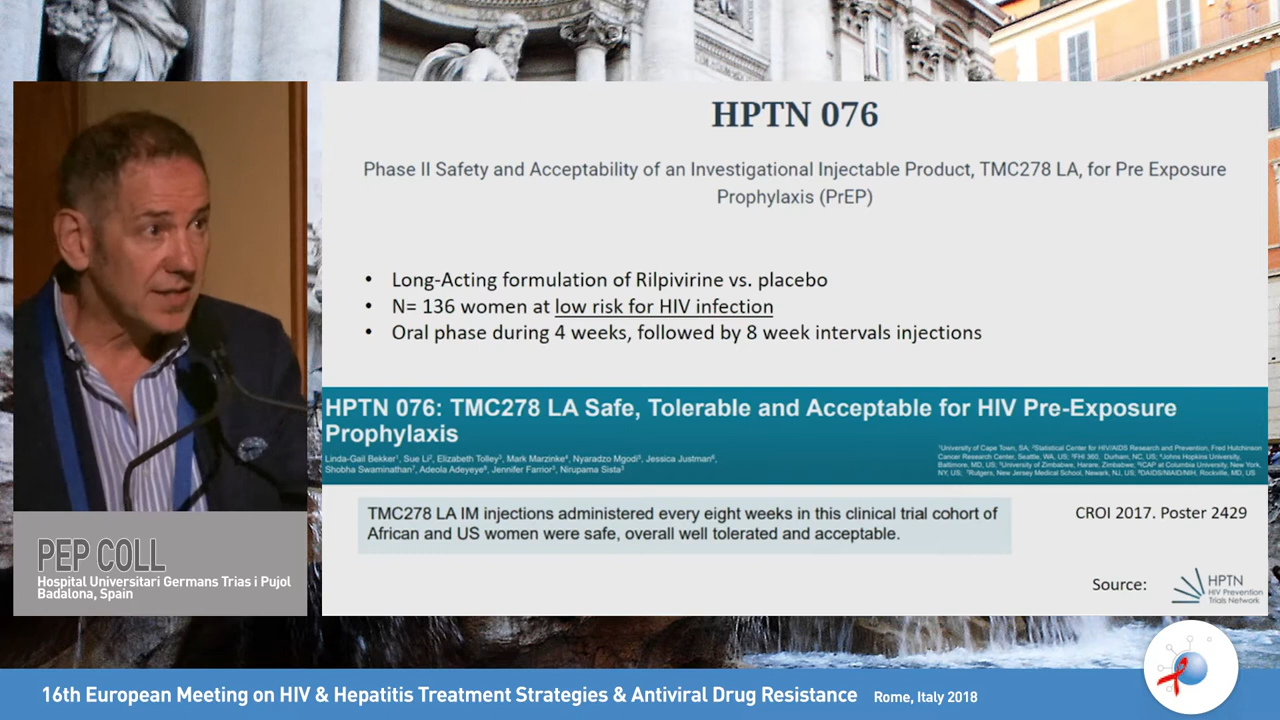 HPTN 076
Phase II Safety and Acceptability of an Investigational Injectable Product, TMC278 LA, for Pre Exposure
Prophylaxis (PrEP)
• Long-Acting formulation of Rilpivirine vs. placebo
• N= 136 women at low risk for HIV infection
• Oral phase during 4 weeks, followed by 8 week intervals injections
HPTN 076: TMC278 LA Safe, Tolerable and Acceptable for HIV Pre-Exposure
Prophylaxis
Linda-Gail Bekker¹, Sue Li², Elizabeth Tolley³, Mark Marzinke⁴, Nyaradzo Mgodi⁵, Jessica Justman⁶,
Shobha Swaminathan⁷, Adeola Adeyeye⁸, Jennifer Farrior³, Nirupama Sista³
¹University of Cape Town, SA; ²Statistical Center for HIV/AIDS Research and Prevention, Fred Hutchinson
Cancer Research Center, Seattle, WA, US; ³FHI 360, Durham, NC, US; ⁴Johns Hopkins University,
Baltimore, MD, US; ⁵University of Zimbabwe, Harare, Zimbabwe; ⁶ICAP at Columbia University, New York,
NY, US; ⁷Rutgers, New Jersey Medical School, Newark, NJ, US; ⁸DAIDS/NIAID/NIH, Rockville, MD, US
TMC278 LA IM injections administered every eight weeks in this clinical trial cohort of
African and US women were safe, overall well tolerated and acceptable.
CROI 2017. Poster 2429
Source:
HPTN
HIV Prevention
Trials Network
PEP COLL
Hospital Universitari Germans Trias i Pujol
Badalona, Spain
16th European Meeting on HIV & Hepatitis Treatment Strategies & Antiviral Drug Resistance Rome, Italy 2018